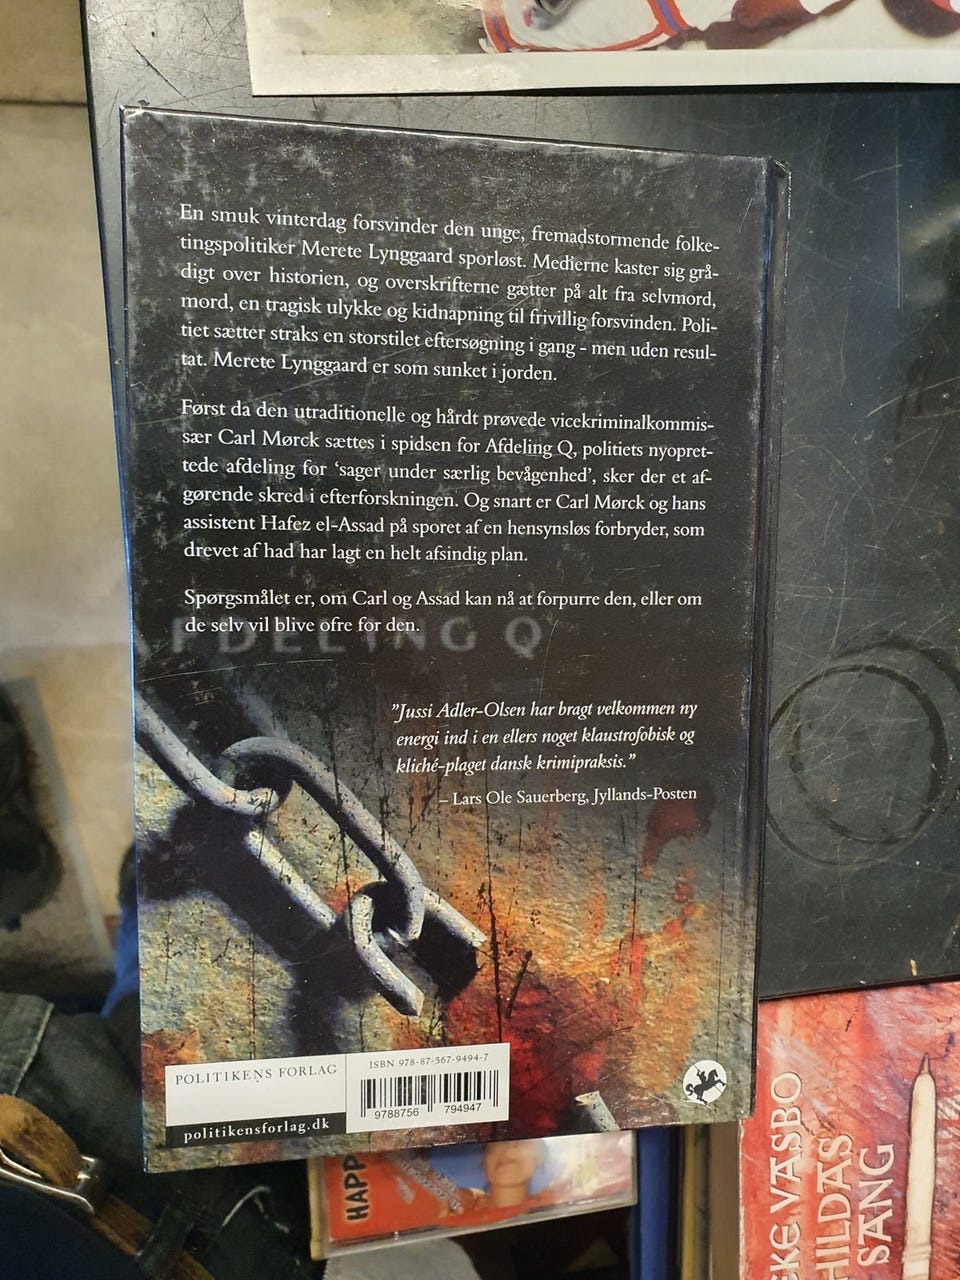 En smuk vinterdag forsvinder den unge, fremadstormende folke-
tingspolitiker Merete Lynggaard sporløst. Medierne kaster sig grå-
digt over historien, og overskrifterne gætter på alt fra selvmord,
mord, en tragisk ulykke og kidnapning til frivillig forsvinden. Poli-
tiet sætter straks en storstilet eftersøgning i gang - men uden resul-
tat. Merete Lynggaard er som sunket i jorden.
Først da den utraditionelle og hårdt prøvede vicekriminalkommis-
sær Carl Mørck sættes i spidsen for Afdeling Q, politiets nyopret-
tede afdeling for ‘sager under særlig bevågenhed’, sker der et af-
gørende skred i efterforskningen. Og snart er Carl Mørck og hans
assistent Hafez el-Assad på sporet af en hensynsløs forbryder, som
drevet af had har lagt en helt afsindig plan.
Spørgsmålet er, om Carl og Assad kan nå at forpurre den, eller om
de selv vil blive ofre for den.
AFDELING Q
”Jussi Adler-Olsen har bragt velkommen ny
energi ind i en ellers noget klaustrofobisk og
kliché-plaget dansk krimipraksis.”
– Lars Ole Sauerberg, Jyllands-Posten
POLITIKENS FORLAG
politikensforlag.dk
ISBN 978-87-567-9494-7
9788756 794947
HAPP
VASBO
HILDAS
SANG